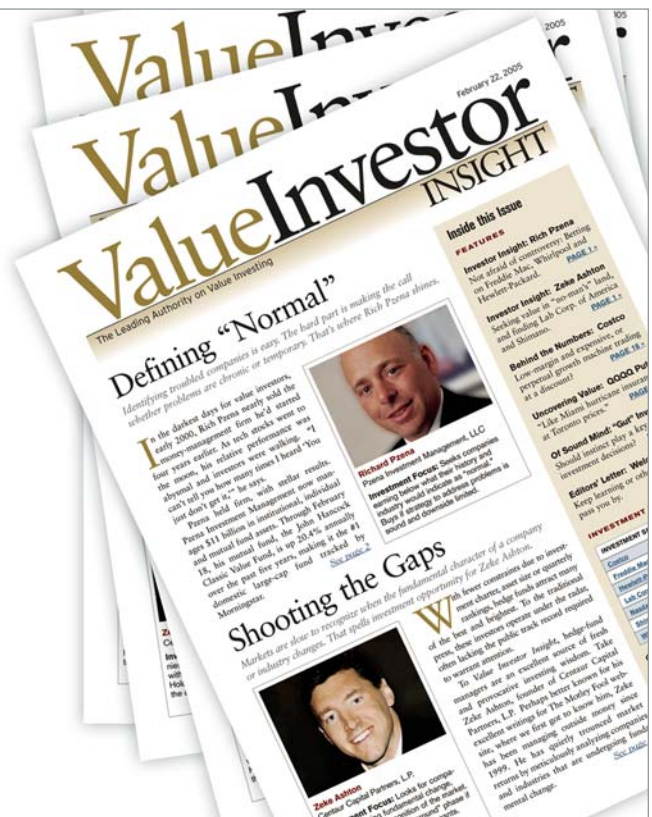 ValueInvestor
2005
ValueInvestor
2005
ValueInvestor
INSIGHT
February 22, 2005
The Leading Authority on Value Investing
Defining “Normal”
Identifying troubled companies is easy. The hard part is making the call
whether problems are chronic or temporary. That's where Rich Pzena shines.
In the darkest days for value investors,
early 2000, Rich Pzena nearly sold the
money-management firm he'd started
four years earlier. As tech stocks went to
the moon, his relative performance was
abysmal and investors were walking. "I
can't tell you how many times I heard 'You
just don't get it,'" he says.
Pzena held firm, with stellar results.
Pzena Investment Management now man-
ages $11 billion in institutional, individual
and mutual fund assets. Through February
18, his mutual fund, the John Hancock
Classic Value Fund, is up 20.4% annually
over the past five years, making it the #1
domestic large-cap fund tracked by
Morningstar.
See page 2
Richard Pzena
Pzena Investment Management, LLC
Investment Focus: Seeks companies
earning below what their history and
industry would indicate as "normal."
Buys if strategy to address problems is
sound and downside limited.
Shooting the Gaps
Markets are slow to recognize when the fundamental character of a company
or industry changes. That spells investment opportunity for Zeke Ashton.
Zeke Ashton
Centaur Capital Partners, L.P.
Focus: Looks for compa-
fundamental change,
of the market.
phase if
With fewer constraints due to invest-
ment charter, asset size or quarterly
rankings, hedge funds attract many
of the best and brightest. To the traditional
press, these investors operate under the radar,
often lacking the public track record required
to warrant attention.
To Value Investor Insight, hedge-fund
managers are an excellent source of fresh
and provocative investing wisdom. Take
Zeke Ashton, founder of Centaur Capital
Partners, L.P. Perhaps better known for his
excellent writings for The Motley Fool web-
site, where we first got to know him, Zeke
has been managing outside money since
1999. He has quietly trounced market
returns by meticulously analyzing companies
and industries that are undergoing funda-
mental change.
See page
Inside this Issue
FEATURES
Investor Insight: Rich Pzena
Not afraid of controversy: Betting
on Freddie Mac, Whirlpool and
Hewlett-Packard. PAGE 1
Investor Insight: Zeke Ashton
Seeking value in "no-man's" land,
and finding Lab Corp. of America
and Shimano. PAGE 1
Behind the Numbers: Costco
Low-margin and expensive, or
perpetual growth machine trading
at a discount? PAGE 18
Uncovering Value: QQQQ
"Like Miami hurricane
at Toronto prices."
Of Sound Mind: "Gut"
Should instinct play a key
investment decisions?
Editors' Letter:
Keep learning or
pass you by.
INVESTMENT
INVESTMENT
Costco
Freddie
Lab